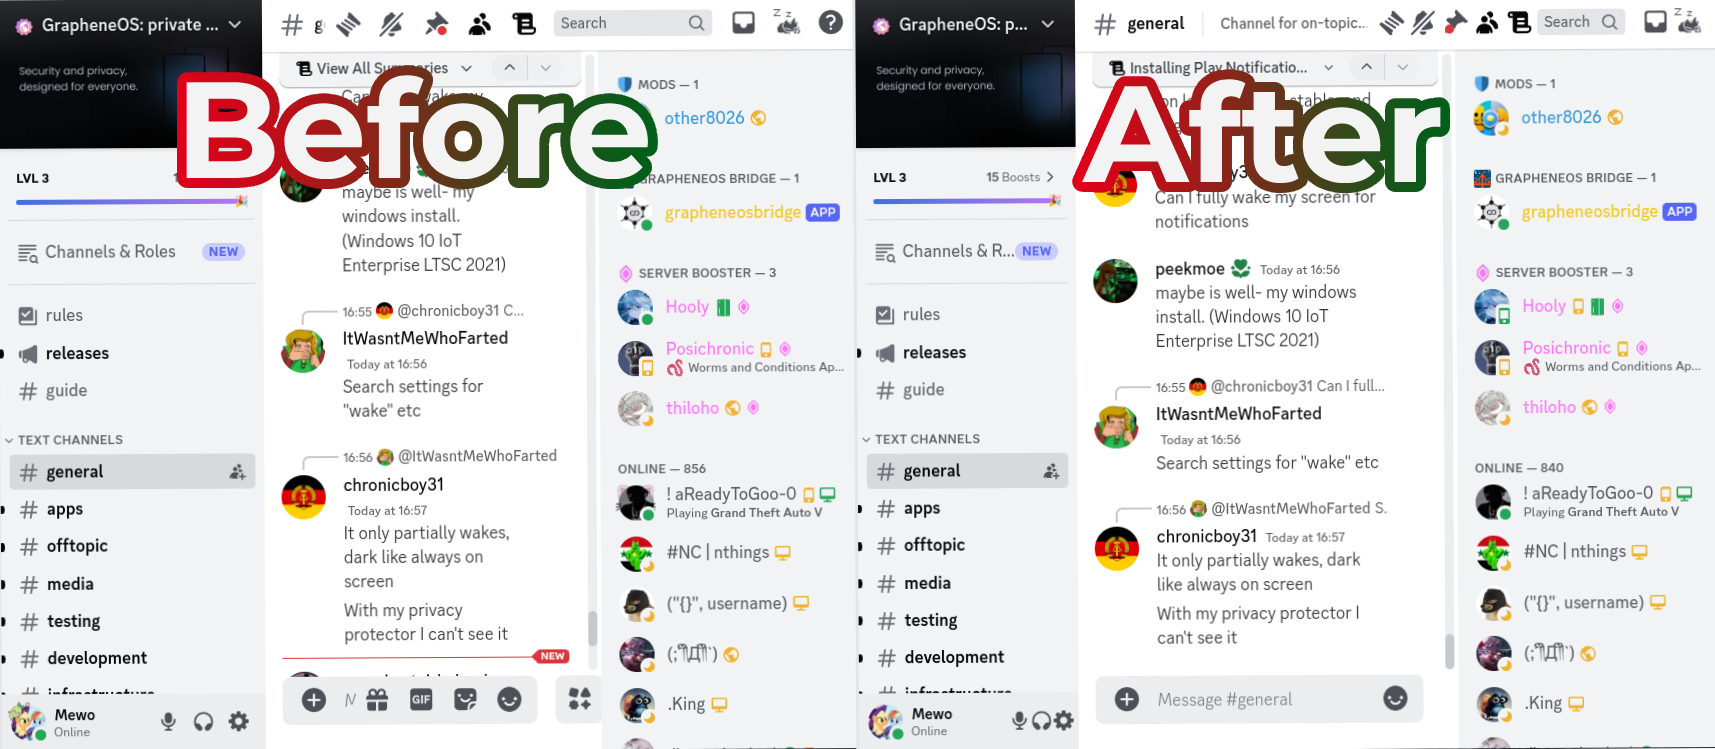 GrapheneOS: private ...
Security and privacy,
designed for everyone.
LVL 3
Channels & Roles NEW
rules
releases
guide
TEXT CHANNELS
general
apps
offtopic
media
testing
development
infrastructure
Mewo
Online
Before
# g
Search
View All Summaries
maybe is well- my
windows install.
(Windows 10 IoT
Enterprise LTSC 2021)
16:55 @chronicboy31 C...
ItWasntMeWhoFarted
Today at 16:56
Search settings for
"wake" etc
16:56 @ItWasntMeWhoFarted
chronicboy31
Today at 16:57
It only partially wakes,
dark like always on
screen
With my privacy
protector I can't see it
NEW
GIF
MODS — 1
other8026
GRAPHENEOS BRIDGE — 1
grapheneosbridge APP
SERVER BOOSTER — 3
Hooly
Posichronic
Worms and Conditions Ap...
thiloho
ONLINE — 856
! aReadyToGoo-0
Playing Grand Theft Auto V
#NC | nthings
("{}", username)
.King
GrapheneOS: p...
Security and privacy,
designed for everyone.
LVL 3 15 Boosts
Channels & R... NEW
rules
releases
guide
TEXT CHANNELS
general
apps
offtopic
media
testing
development
infrastructure
Mewo
Online
After
# general Channel for on-topic...
Search
Installing Play Notificatio...
Can I fully wake my screen for
notifications
peekmoe Today at 16:56
maybe is well- my windows
install. (Windows 10 IoT
Enterprise LTSC 2021)
16:55 @chronicboy31 Can I full...
ItWasntMeWhoFarted
Today at 16:56
Search settings for "wake" etc
16:56 @ItWasntMeWhoFarted S.
chronicboy31 Today at 16:57
It only partially wakes, dark
like always on screen
With my privacy protector I
can't see it
Message #general
MODS — 1
other8026
GRAPHENEOS BRIDGE — 1
grapheneosbridge APP
SERVER BOOSTER — 3
Hooly
Posichronic
Worms and Conditions Ap...
thiloho
ONLINE — 840
! aReadyToGoo-0
Playing Grand Theft Auto V
#NC | nthings
("{}", username)
.King